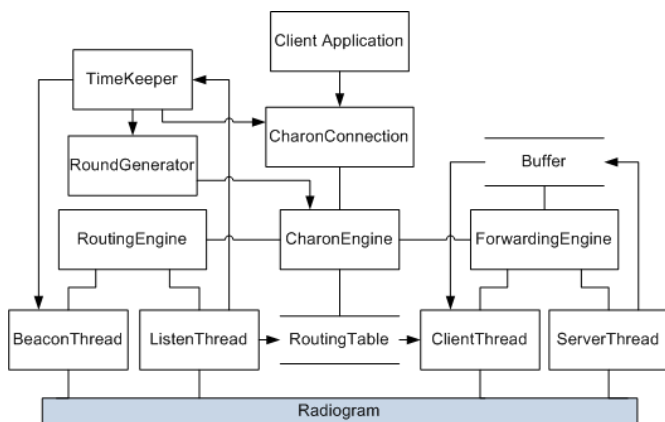 Client Application
TimeKeeper
CharonConnection
RoundGenerator
Buffer
RoutingEngine
CharonEngine
ForwardingEngine
BeaconThread
ListenThread
RoutingTable
ClientThread
ServerThread
Radiogram